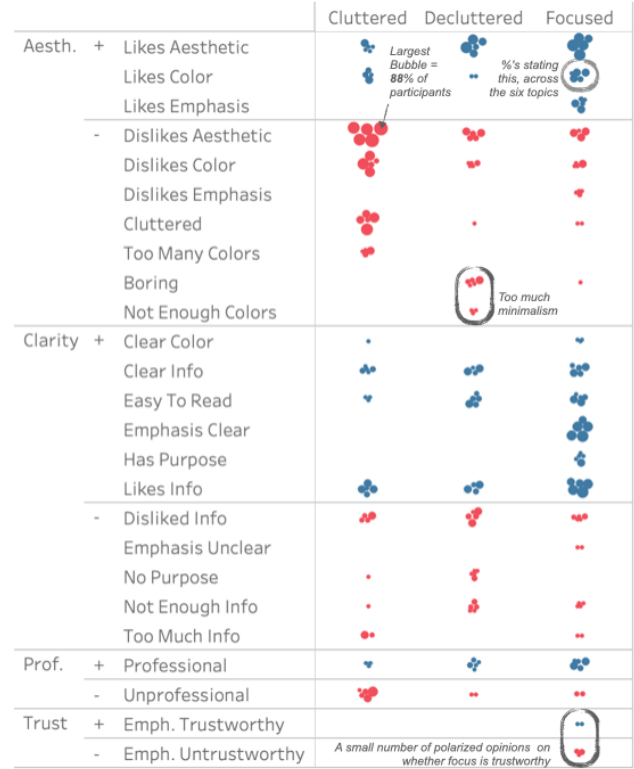 Cluttered Decluttered Focused
Aesth. + Likes Aesthetic
Likes Color
Likes Emphasis
Largest
Bubble =
88% of
participants
%'s stating
this, across
the six topics
- Dislikes Aesthetic
Dislikes Color
Dislikes Emphasis
Cluttered
Too Many Colors
Boring
Not Enough Colors
Too much
minimalism
Clarity + Clear Color
Clear Info
Easy To Read
Emphasis Clear
Has Purpose
Likes Info
- Disliked Info
Emphasis Unclear
No Purpose
Not Enough Info
Too Much Info
Prof. + Professional
- Unprofessional
Trust + Emph. Trustworthy
- Emph. Untrustworthy
A small number of polarized opinions on
whether focus is trustworthy